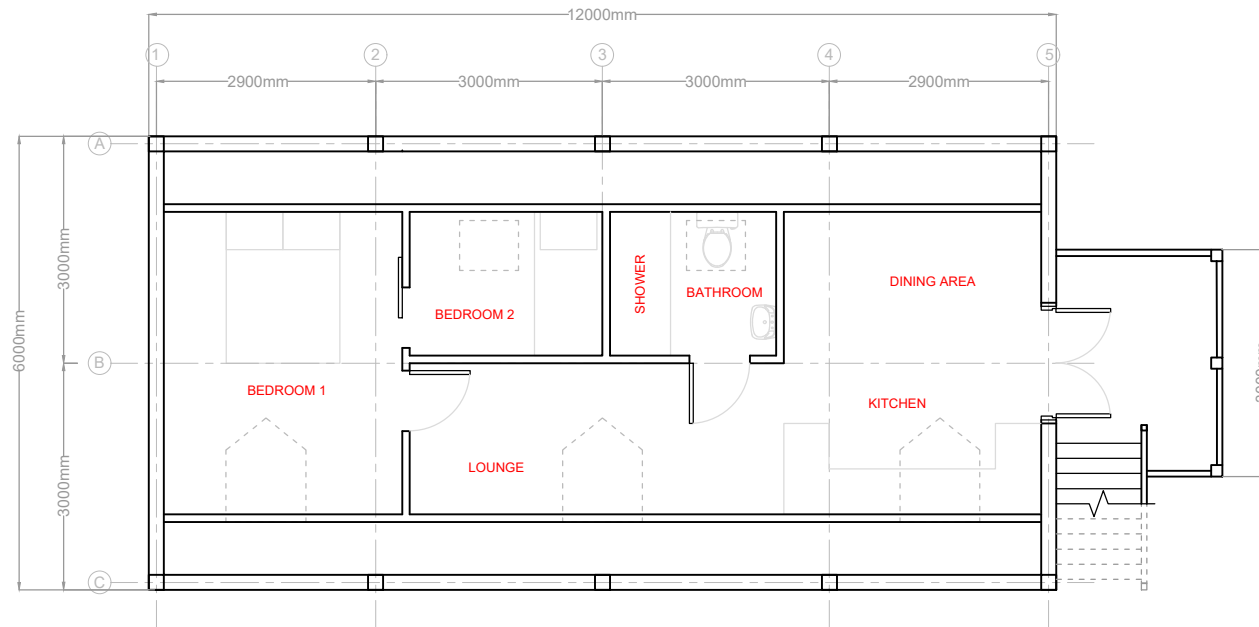 12000mm
1
2
3
4
5
2900mm
3000mm
3000mm
2900mm
A
3000mm
SHOWER
DINING AREA
BATHROOM
BEDROOM 2
6000mm
B
BEDROOM 1
KITCHEN
LOUNGE
3000mm
C